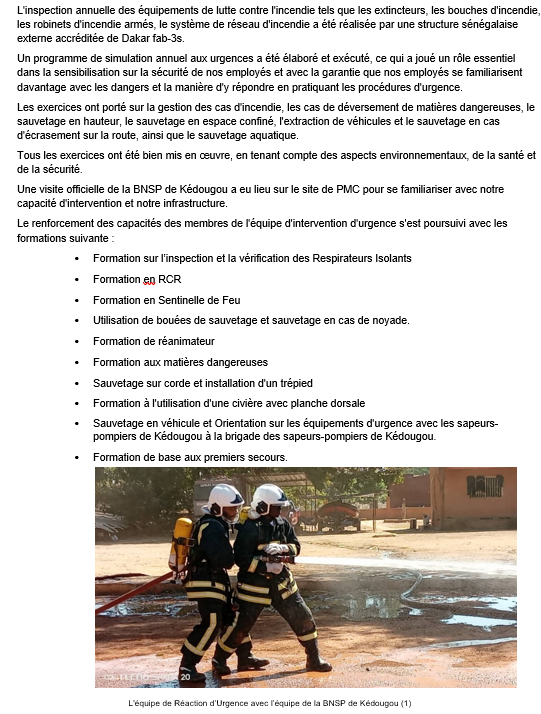 L'inspection annuelle des équipements de lutte contre l'incendie tels que les extincteurs, les bouches d'incendie,
les robinets d'incendie armés, le système de réseau d'incendie a été réalisée par une structure sénégalaise
externe accréditée de Dakar fab-3s.
Un programme de simulation annuel aux urgences a été élaboré et exécuté, ce qui a joué un rôle essentiel
dans la sensibilisation sur la sécurité de nos employés et avec la garantie que nos employés se familiarisent
davantage avec les dangers et la manière d'y répondre en pratiquant les procédures d'urgence.
Les exercices ont porté sur la gestion des cas d'incendie, les cas de déversement de matières dangereuses, le
sauvetage en hauteur, le sauvetage en espace confiné, l'extraction de véhicules et le sauvetage en cas
d'écrasement sur la route, ainsi que le sauvetage aquatique.
Tous les exercices ont été bien mis en œuvre, en tenant compte des aspects environnementaux, de la santé et
de la sécurité.
Une visite officielle de la BNSP de Kédougou a eu lieu sur le site de PMC pour se familiariser avec notre
capacité d'intervention et notre infrastructure.
Le renforcement des capacités des membres de l'équipe d'intervention d'urgence s'est poursuivi avec les
formations suivante :
• Formation sur l'inspection et la vérification des Respirateurs Isolants
• Formation en RCR
• Formation en Sentinelle de Feu
• Utilisation de bouées de sauvetage et sauvetage en cas de noyade.
• Formation de réanimateur
• Formation aux matières dangereuses
• Sauvetage sur corde et installation d'un trépied
• Formation à l'utilisation d'une civière avec planche dorsale
• Sauvetage en véhicule et Orientation sur les équipements d'urgence avec les sapeurs-
pompiers de Kédougou à la brigade des sapeurs-pompiers de Kédougou.
• Formation de base aux premiers secours.
20
L'équipe de Réaction d'Urgence avec l'équipe de la BNSP de Kédougou (1)